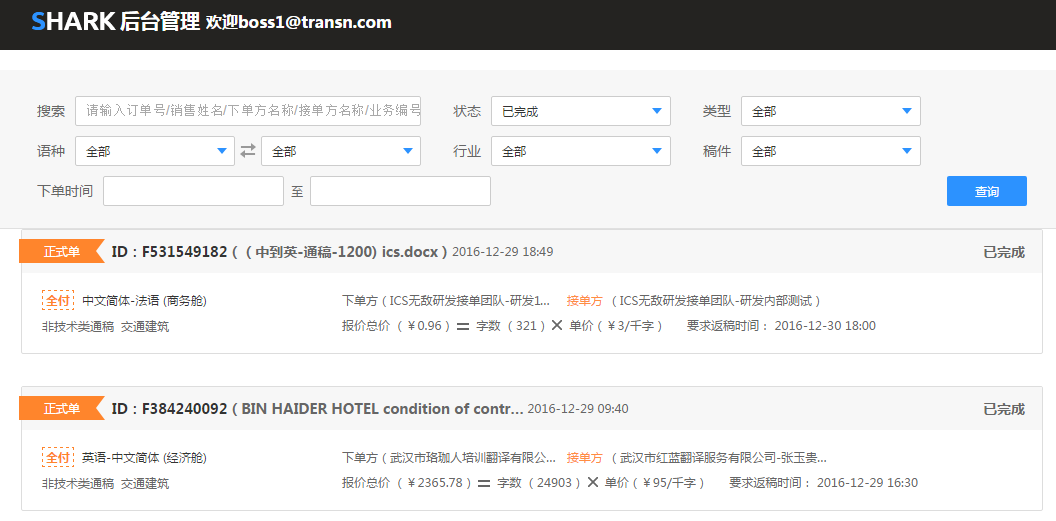 SHARK 后台管理 欢迎boss1@transn.com
搜索 请输入订单号/销售姓名/下单方名称/接单方名称/业务编号 状态 已完成 类型 全部
语种 全部 全部 行业 全部 稿件 全部
下单时间 至 查询
正式单 ID：F531549182 ( ( 中到英-通稿-1200) ics.docx ) 2016-12-29 18:49 已完成
全付 中文简体-法语 (商务舱) 下单方（ICS无敌研发接单团队-研发1... 接单方 （ICS无敌研发接单团队-研发内部测试）
非技术类通稿 交通建筑 报价总价 （￥0.96）= 字数 （321）× 单价（￥3/千字） 要求返稿时间： 2016-12-30 18:00
正式单 ID：F384240092 ( BIN HAIDER HOTEL condition of contr... 2016-12-29 09:40 已完成
全付 英语-中文简体 (经济舱) 下单方（武汉市珞珈人培训翻译有限公... 接单方 （武汉市红蓝翻译服务有限公司-张玉贵...
非技术类通稿 交通建筑 报价总价 （￥2365.78）= 字数 （24903）× 单价（￥95/千字） 要求返稿时间： 2016-12-29 16:30